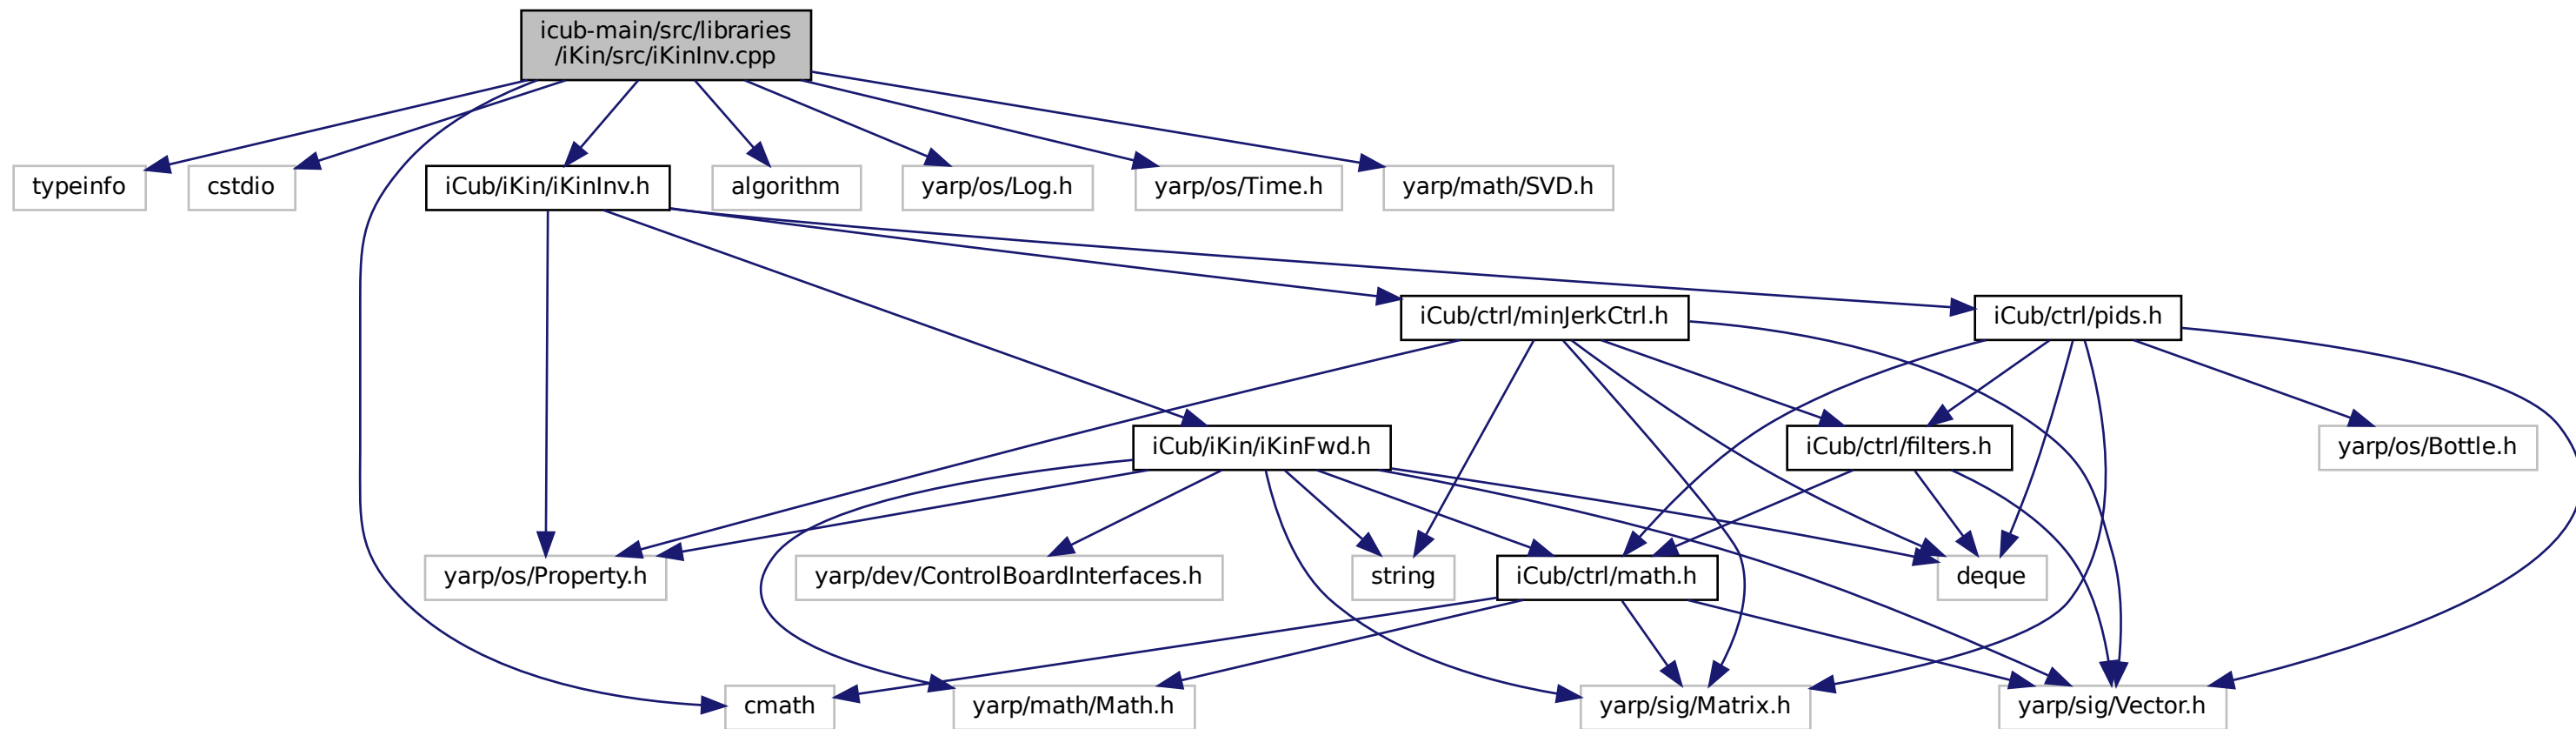 icub-main/src/libraries
/iKin/src/iKinInv.cpp
typeinfo
cstdio
iCub/iKin/iKinInv.h
algorithm
yarp/os/Log.h
yarp/os/Time.h
yarp/math/SVD.h
iCub/ctrl/minJerkCtrl.h
iCub/ctrl/pids.h
iCub/iKin/iKinFwd.h
iCub/ctrl/filters.h
yarp/os/Bottle.h
yarp/os/Property.h
yarp/dev/ControlBoardInterfaces.h
string
iCub/ctrl/math.h
deque
cmath
yarp/math/Math.h
yarp/sig/Matrix.h
yarp/sig/Vector.h